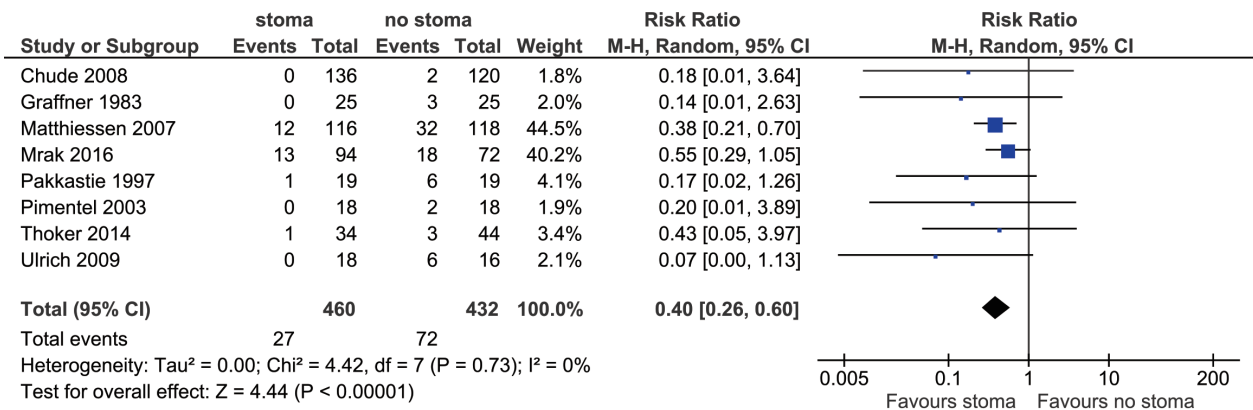 stoma no stoma Risk Ratio Risk Ratio
Study or Subgroup Events Total Events Total Weight M-H, Random, 95% CI M-H, Random, 95% CI
Chude 2008 0 136 2 120 1.8% 0.18 [0.01, 3.64]
Graffner 1983 0 25 3 25 2.0% 0.14 [0.01, 2.63]
Matthiessen 2007 12 116 32 118 44.5% 0.38 [0.21, 0.70]
Mrak 2016 13 94 18 72 40.2% 0.55 [0.29, 1.05]
Pakkastie 1997 1 19 6 19 4.1% 0.17 [0.02, 1.26]
Pimentel 2003 0 18 2 18 1.9% 0.20 [0.01, 3.89]
Thoker 2014 1 34 3 44 3.4% 0.43 [0.05, 3.97]
Ulrich 2009 0 18 6 16 2.1% 0.07 [0.00, 1.13]
Total (95% CI) 460 432 100.0% 0.40 [0.26, 0.60]
Total events 27 72
Heterogeneity: Tau² = 0.00; Chi² = 4.42, df = 7 (P = 0.73); I² = 0%
Test for overall effect: Z = 4.44 (P < 0.00001)
0.005 0.1 1 10 200
Favours stoma Favours no stoma